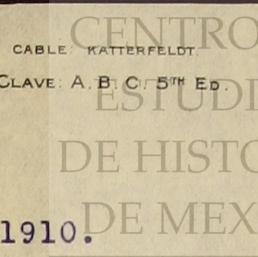 CENTRO
CABLE: KATTERFELDT.
CLAVE: A. B. C. 5TH ED.
ESTUDI
DE HISTO
DE MEX
1910.